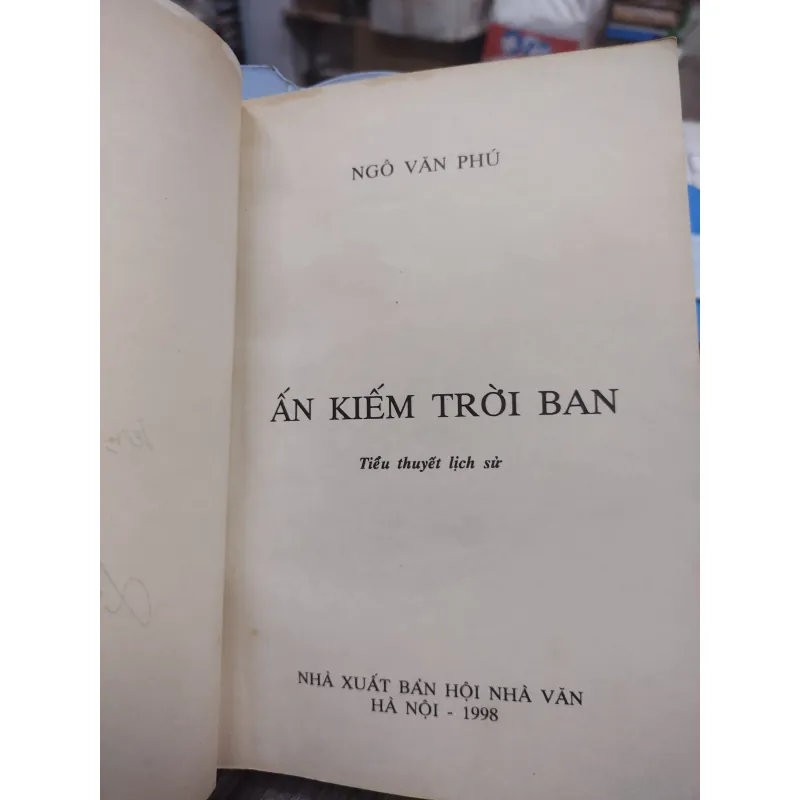 NGÔ VĂN PHÚ
ẤN KIẾM TRỜI BAN
Tiểu thuyết lịch sử
NHÀ XUẤT BẢN HỘI NHÀ VĂN
HÀ NỘI - 1998